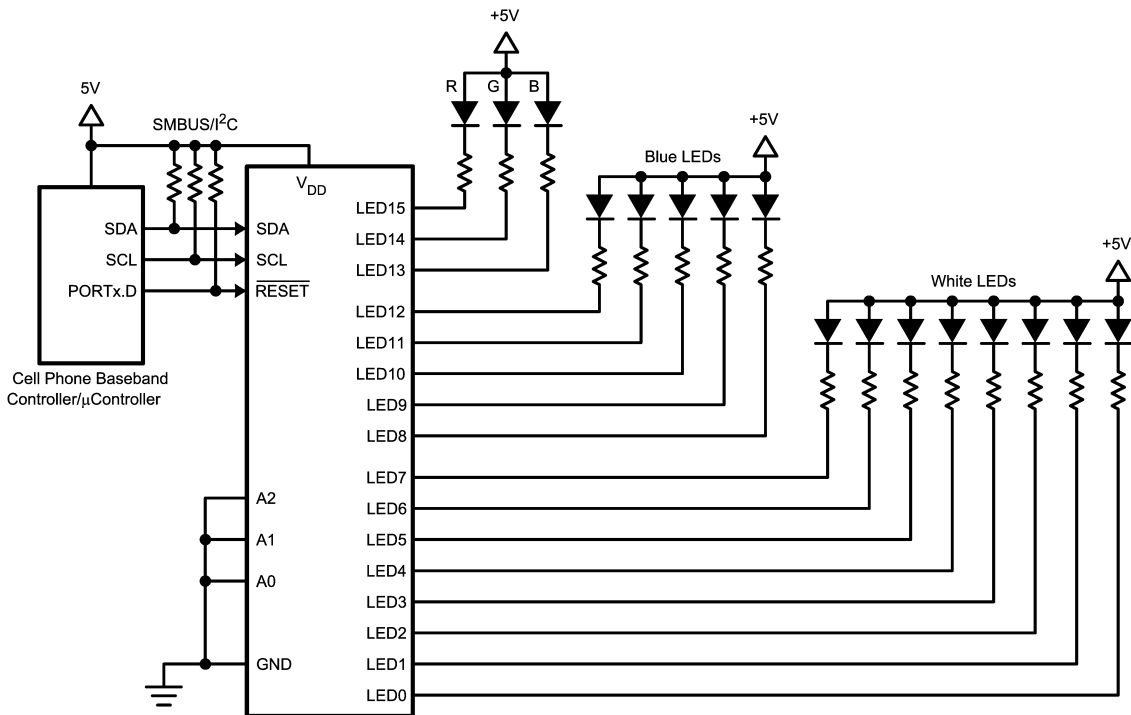 +5V
R
G
B
5V
SMBUS/I²C
+5V
Blue LEDs
V_DD
LED15
SDA
SDA
LED14
SCL
SCL
LED13
+5V
PORTx.D
RESET
White LEDs
LED12
LED11
Cell Phone Baseband
Controller/μController
LED10
LED9
LED8
LED7
A2
LED6
A1
LED5
LED4
A0
LED3
LED2
GND
LED1
LED0